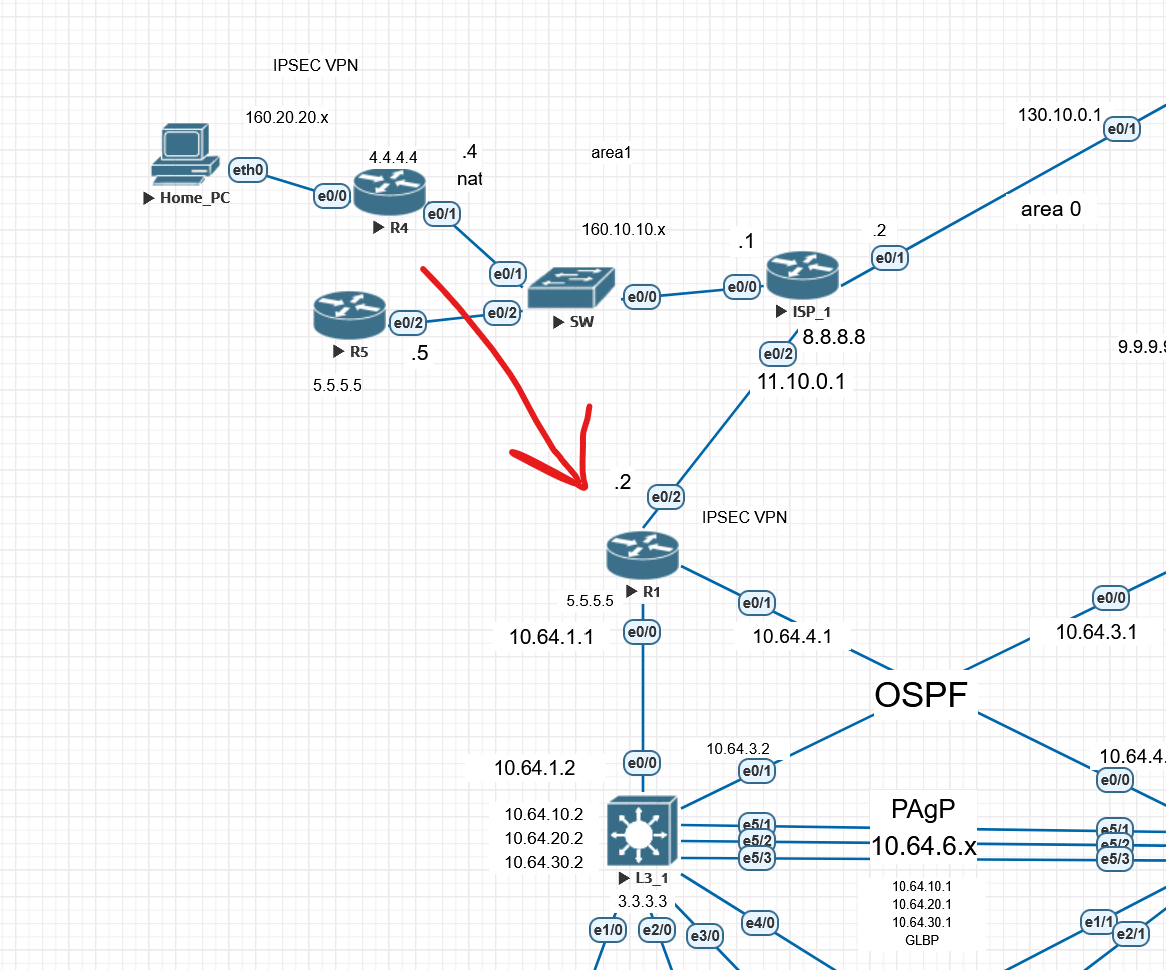 IPSEC VPN
160.20.20.x
130.10.0.1
e0/1
4.4.4.4
.4
nat
area1
eth0
e0/0
Home_PC
R4
e0/1
area 0
160.10.10.x
.1
.2
e0/1
e0/1
e0/0
e0/0
R5
e0/2
e0/2
SW
ISP_1
.5
5.5.5.5
8.8.8.8
e0/2
11.10.0.1
9.9.9.9
.2
e0/2
IPSEC VPN
R1
5.5.5.5
e0/1
e0/0
10.64.1.1
e0/0
10.64.4.1
10.64.3.1
OSPF
10.64.3.2
10.64.4.
10.64.1.2
e0/0
e0/1
e0/0
10.64.10.2
10.64.20.2
10.64.30.2
PAgP
10.64.6.x
e5/1
e5/2
e5/3
e5/1
e5/2
e5/3
L3_1
3.3.3.3
10.64.10.1
10.64.20.1
10.64.30.1
GLBP
e1/0
e2/0
e3/0
e4/0
e1/1
e2/1